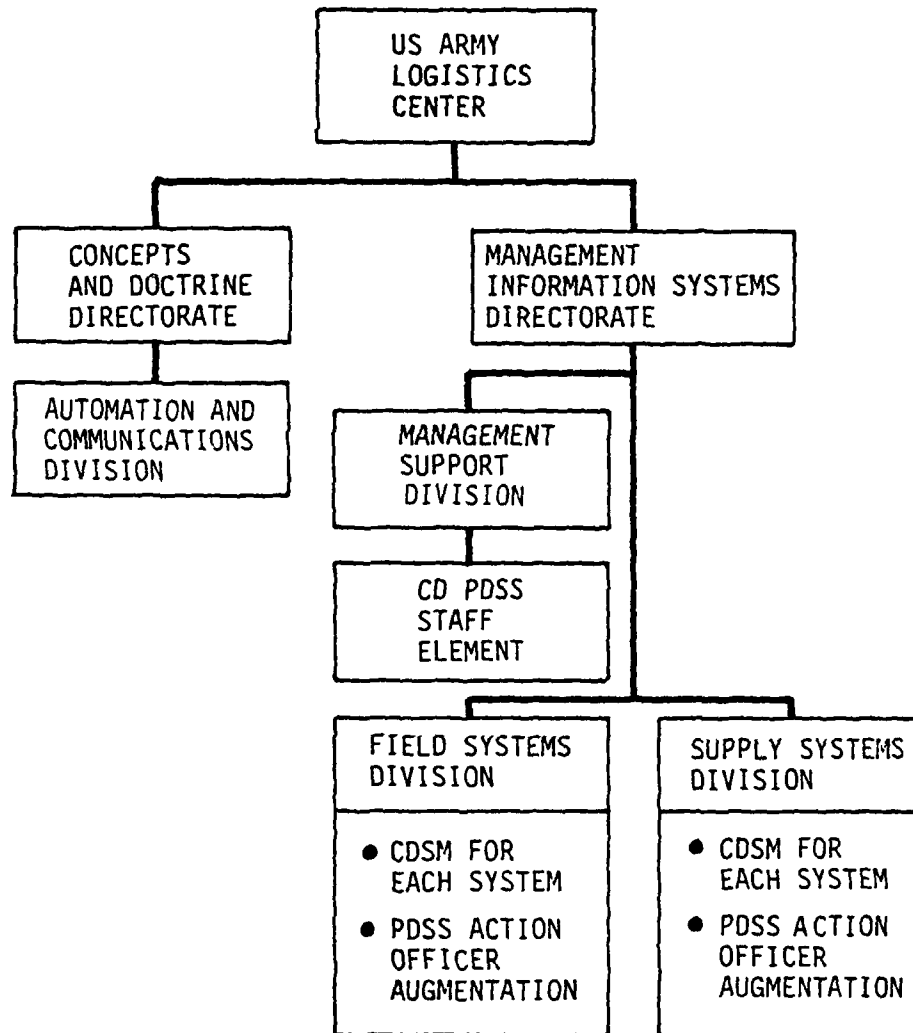 US ARMY
LOGISTICS
CENTER
CONCEPTS
AND DOCTRINE
DIRECTORATE
MANAGEMENT
INFORMATION SYSTEMS
DIRECTORATE
AUTOMATION AND
COMMUNICATIONS
DIVISION
MANAGEMENT
SUPPORT
DIVISION
CD PDSS
STAFF
ELEMENT
FIELD SYSTEMS
DIVISION
● CDSM FOR
EACH SYSTEM
● PDSS ACTION
OFFICER
AUGMENTATION
SUPPLY SYSTEMS
DIVISION
● CDSM FOR
EACH SYSTEM
● PDSS ACTION
OFFICER
AUGMENTATION